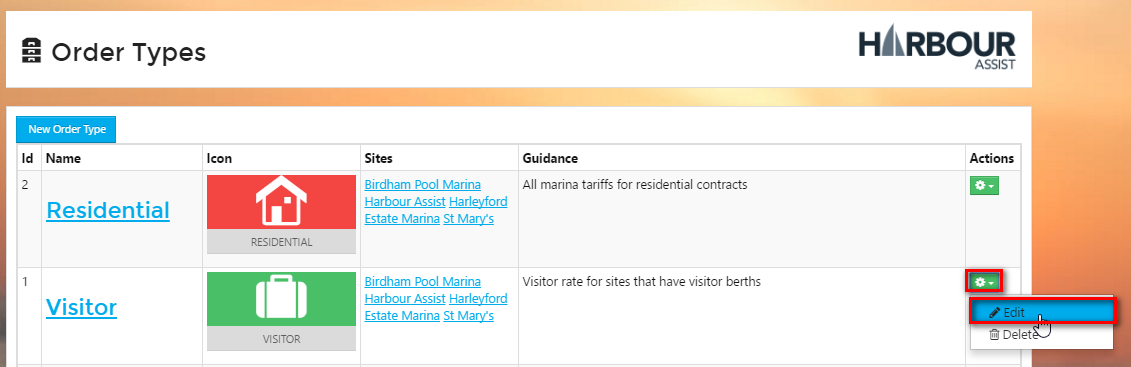 Order Types
HARBOUR
ASSIST
New Order Type
Id Name Icon Sites Guidance Actions
2 Residential RESIDENTIAL Birdham Pool Marina All marina tariffs for residential contracts
Harbour Assist Harleyford
Estate Marina St Mary's
1 Visitor VISITOR Birdham Pool Marina Visitor rate for sites that have visitor berths
Harbour Assist Harleyford
Estate Marina St Mary's
Edit
Delete